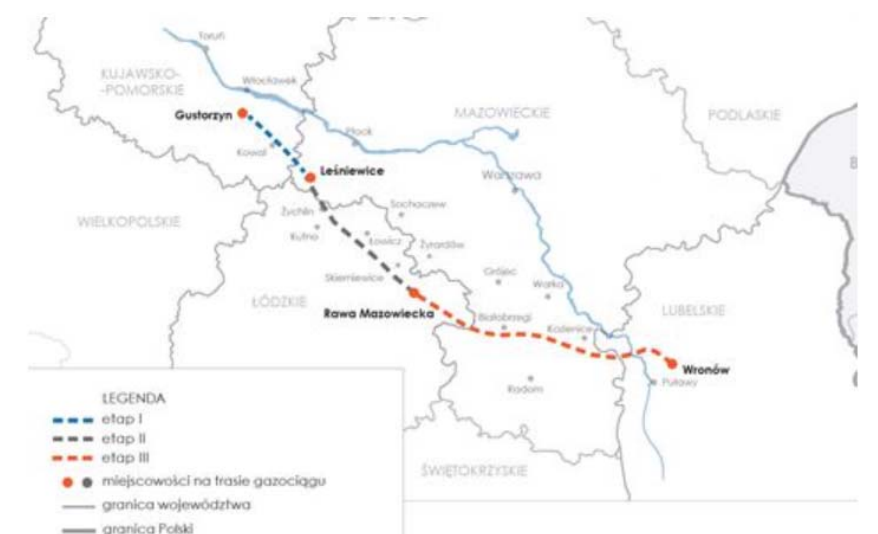 Toruń
KUJAWSKO-
-POMORSKIE
Włocławek
Gustorzyn
MAZOWIECKIE
PODLASKIE
Kowal
Płock
Leśniewice
Warszawa
WIELKOPOLSKIE
Żychlin
Sochaczew
Kutno
Łowicz
Żyrardów
Skierniewice
Grójec
Warka
ŁÓDZKIE
LUBELSKIE
Rawa Mazowiecka
Białobrzegi
Kozienice
Wronów
Puławy
Radom
LEGENDA
etap I
etap II
etap III
miejscowości na trasie gazociągu
granica województwa
granica Polski
ŚWIĘTOKRZYSKIE